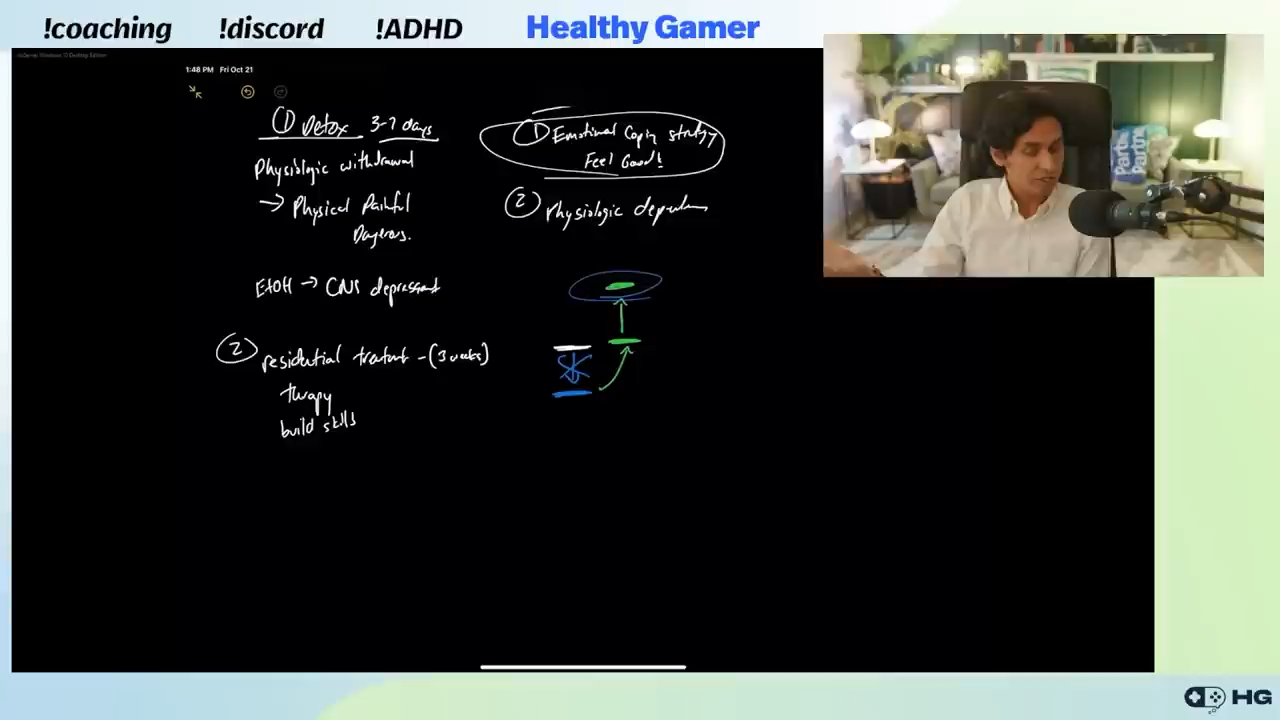 !coaching !discord !ADHD Healthy Gamer
1:48 PM Fri Oct 21
① Detox 3-7 days
Physiologic withdrawal
→ Physical Painful
Dangerous.
EtOH → CNS depressant
② residential treatment - (3 weeks)
therapy
build skills
① Emotional Coping strategy
Feel Good!
② physiologic dependence
HG